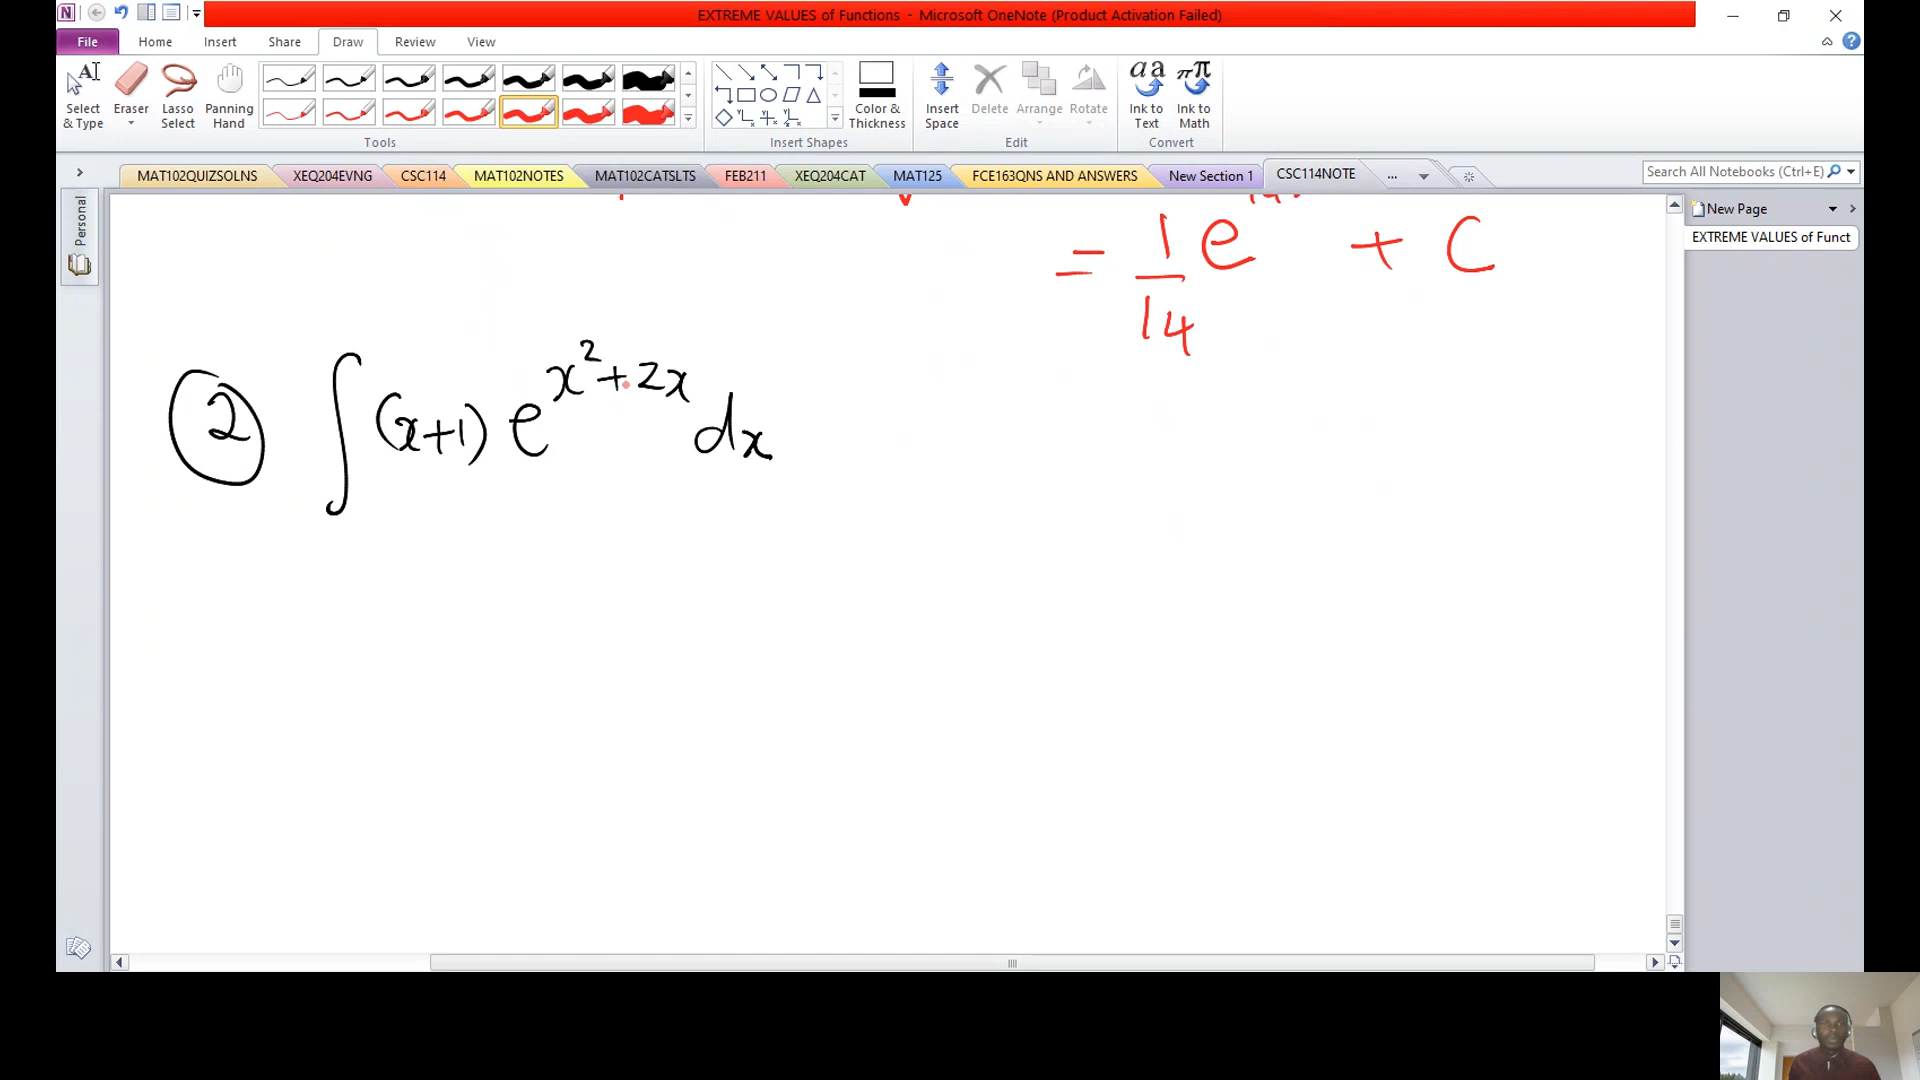 EXTREME VALUES of Functions - Microsoft OneNote (Product Activation Failed)
File Home Insert Share Draw Review View
Select & Type Eraser Lasso Select Panning Hand Color & Thickness Insert Space Delete Arrange Rotate Ink to Text Ink to Math
Tools Insert Shapes Edit Convert
MAT102QUIZSOLNS XEQ204EVNG CSC114 MAT102NOTES MAT102CATSLTS FEB211 XEQ204CAT MAT125 FCE163QNS AND ANSWERS New Section 1 CSC114NOTE ... Search All Notebooks (Ctrl+E)
Personal
New Page
EXTREME VALUES of Funct
= 1/14 e + C
② ∫ (x+1) e^(x²+2x) dx